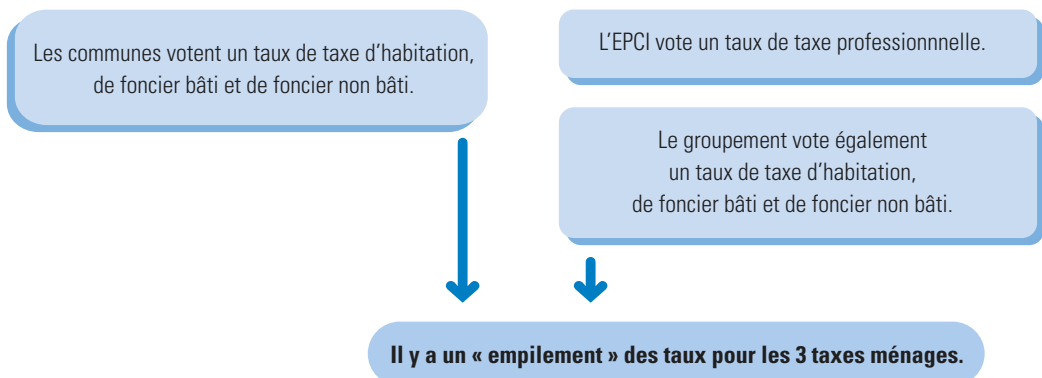 Les communes votent un taux de taxe d'habitation,
de foncier bâti et de foncier non bâti.
L'EPCI vote un taux de taxe professionnnelle.
Le groupement vote également
un taux de taxe d'habitation,
de foncier bâti et de foncier non bâti.
Il y a un « empilement » des taux pour les 3 taxes ménages.